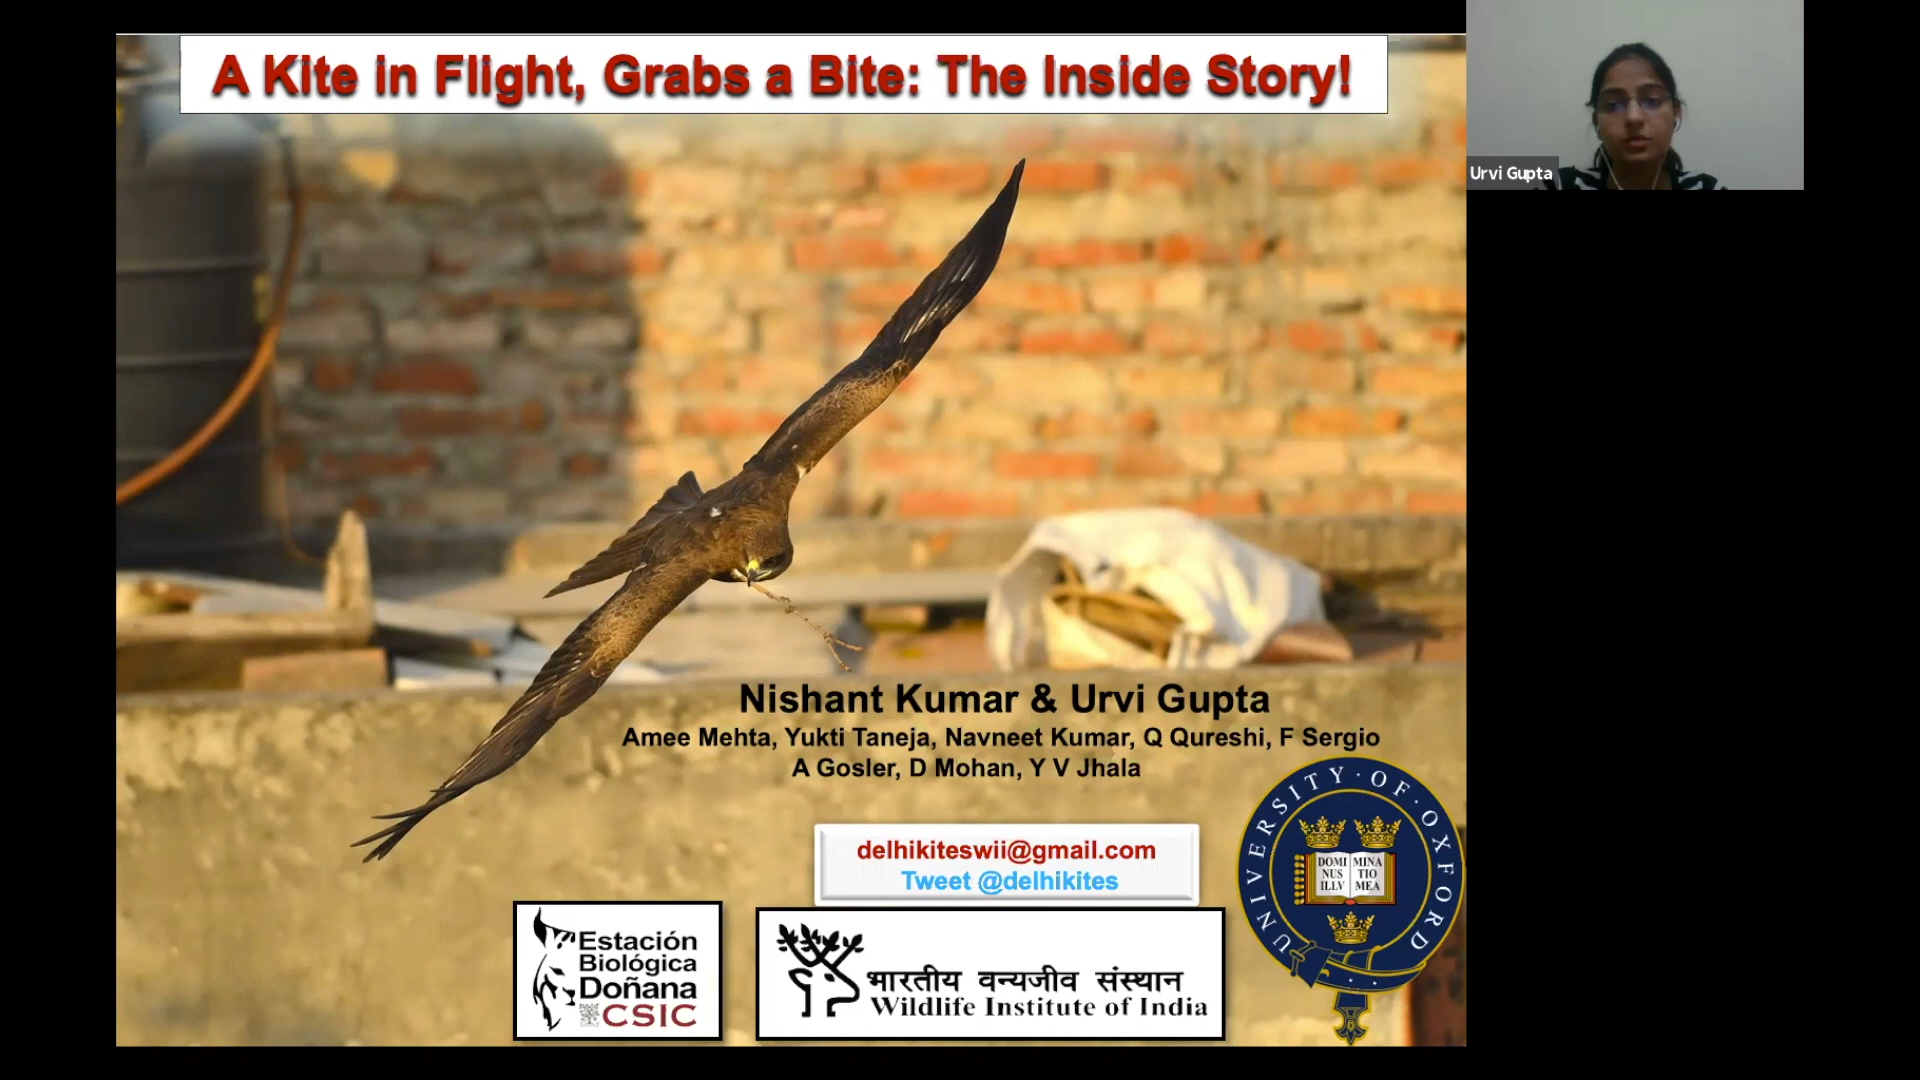 A Kite in Flight, Grabs a Bite: The Inside Story!
Urvi Gupta
Nishant Kumar & Urvi Gupta
Amee Mehta, Yukti Taneja, Navneet Kumar, Q Qureshi, F Sergio
A Gosler, D Mohan, Y V Jhala
delhikiteswii@gmail.com
Tweet @delhikites
Estación
Biológica
Doñana
CSIC
भारतीय वन्यजीव संस्थान
Wildlife Institute of India
UNIVERSITY·OF·OXFORD
DOMI MINA
NUS TIO
ILLV MEA